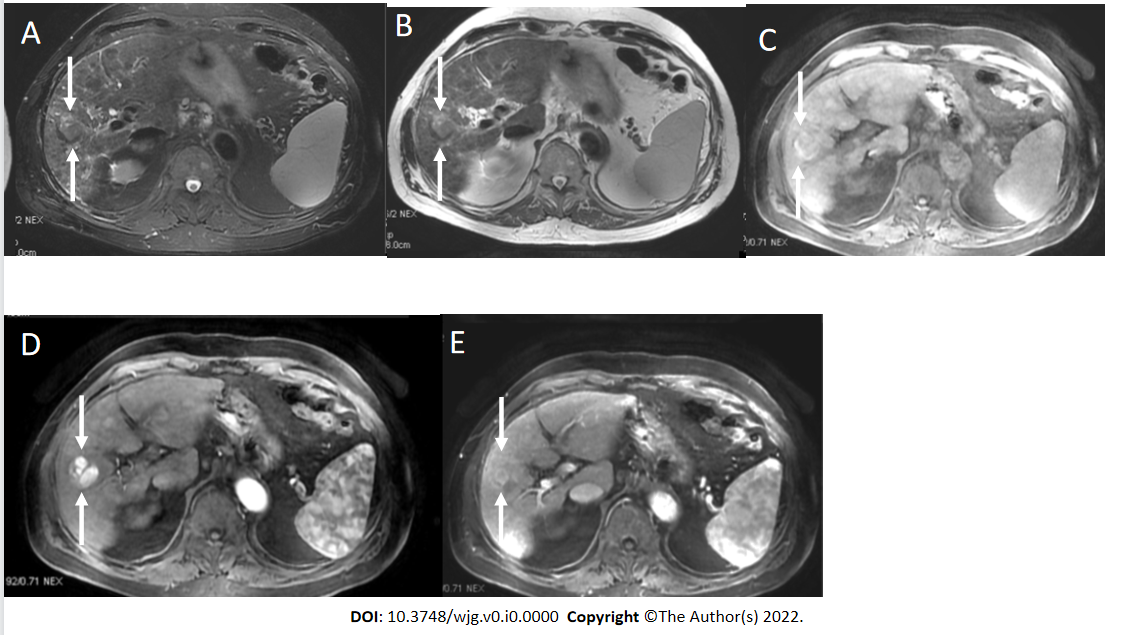 A
B
C
/2 NEX
.0cm
/2 NEX
8.0cm
/0.71 NEX
D
E
92/0.71 NEX
/0.71 NEX
DOI: 10.3748/wjg.v0.i0.0000 Copyright ©The Author(s) 2022.